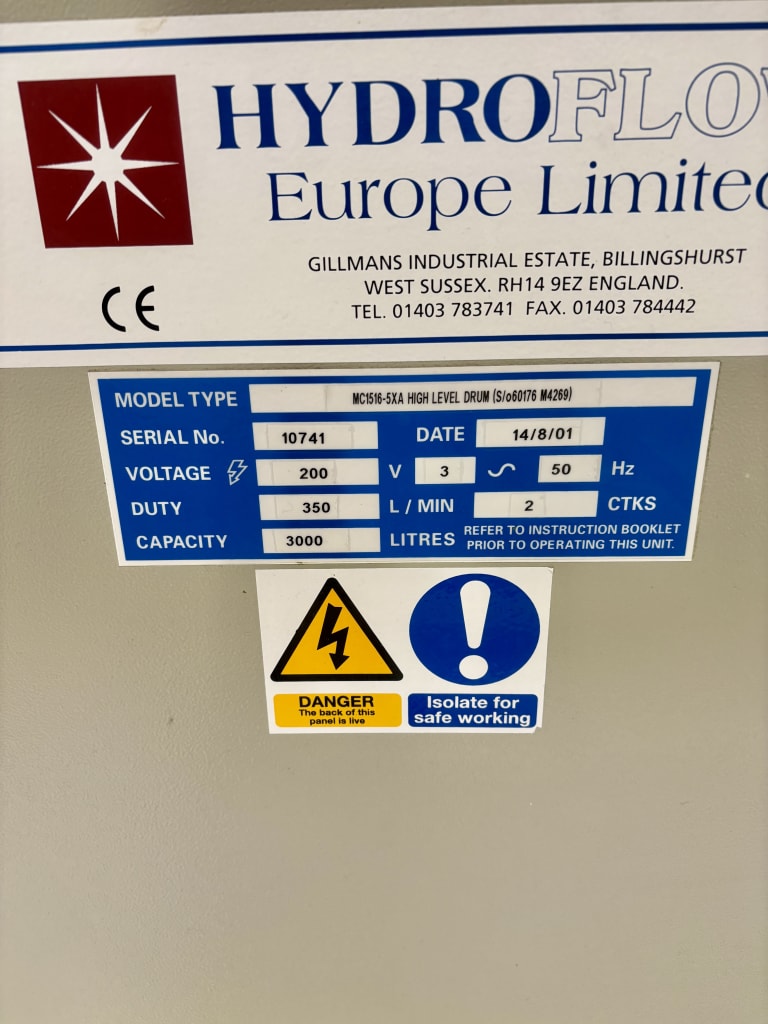 HYDROFLO
Europe Limited
GILLMANS INDUSTRIAL ESTATE, BILLINGSHURST
WEST SUSSEX. RH14 9EZ ENGLAND.
TEL. 01403 783741 FAX. 01403 784442
CE
MODEL TYPE MC1516-5XA HIGH LEVEL DRUM (S/o60176 M4269)
SERIAL No. 10741 DATE 14/8/01
VOLTAGE 200 V 3 50 Hz
DUTY 350 L / MIN 2 CTKS
CAPACITY 3000 LITRES REFER TO INSTRUCTION BOOKLET
PRIOR TO OPERATING THIS UNIT.
DANGER
The back of this
panel is live
Isolate for
safe working